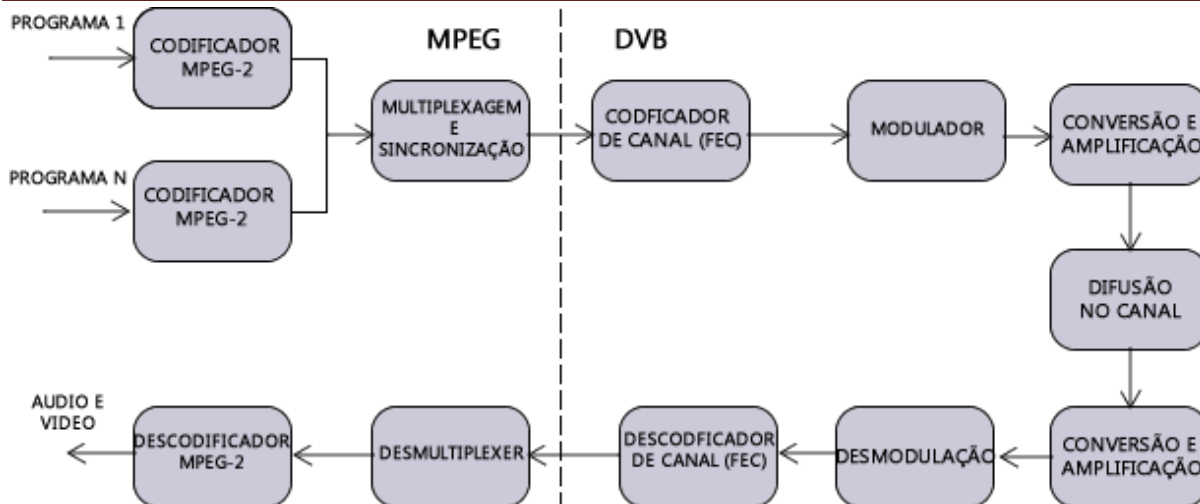 PROGRAMA 1
CODIFICADOR
MPEG-2
MPEG
DVB
MULTIPLEXAGEM
E
SINCRONIZAÇÃO
CODFICADOR
DE CANAL (FEC)
MODULADOR
CONVERSÃO E
AMPLIFICAÇÃO
PROGRAMA N
CODIFICADOR
MPEG-2
DIFUSÃO
NO CANAL
AUDIO E
VIDEO
DESCODIFICADOR
MPEG-2
DESMULTIPLEXER
DESCODFICADOR
DE CANAL (FEC)
DESMODULAÇÃO
CONVERSÃO E
AMPLIFICAÇÃO